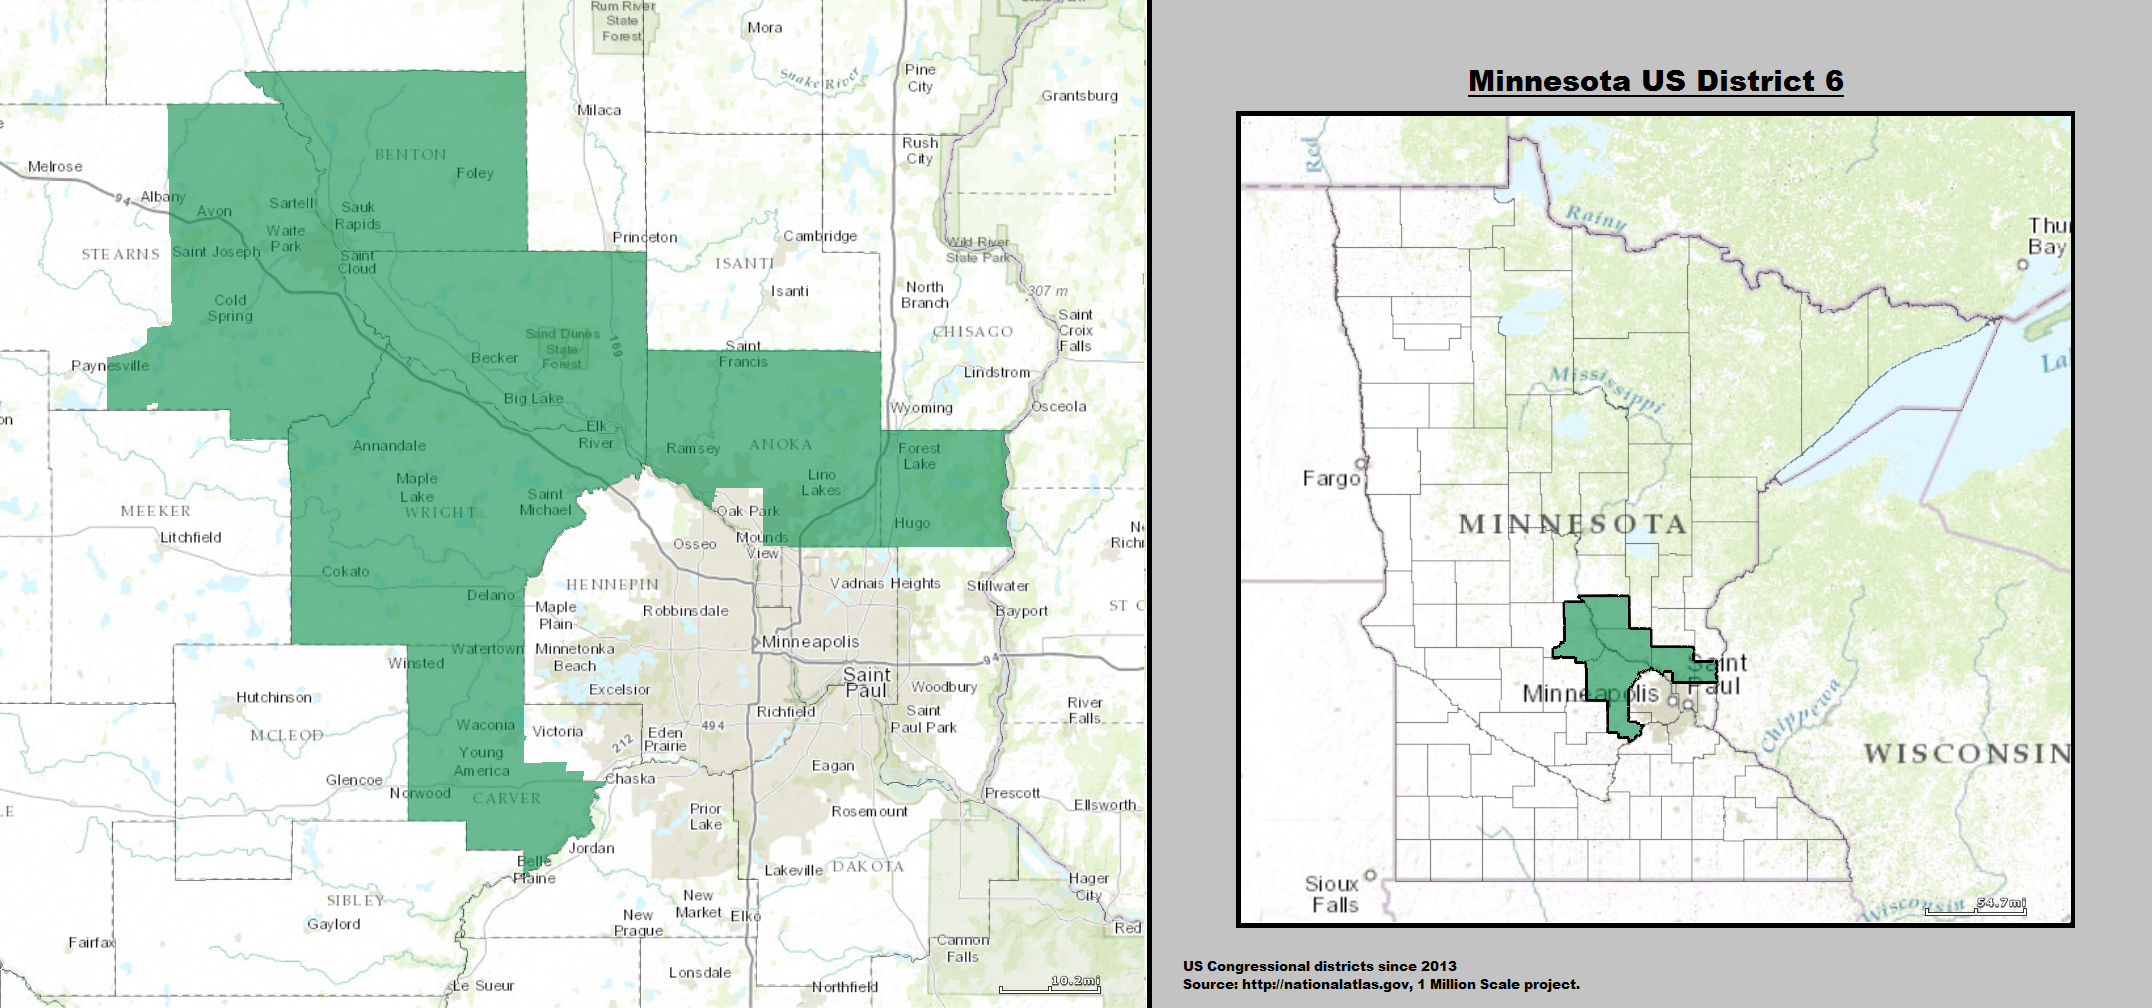 Rum River
State
Forest
Mora
Snake River
Pine
City
Grantsburg
Milaca
Rush
City
Melrose
BENTON
Foley
94
Albany
Avon
Sartell
Sauk
Rapids
Waite
Park
STEARNS
Saint Joseph
Saint
Cloud
Princeton
Cambridge
ISANTI
Isanti
Wild River
State Park
North
Branch
307 m
CHISAGO
Saint
Croix
Falls
Cold
Spring
Sand Dunes
State
Forest
169
Becker
Saint
Francis
Paynesville
Lindstrom
Big Lake
Wyoming
Osceola
Elk
River
Annandale
Ramsey
ANOKA
Forest
Lake
Maple
Lake
WRIGHT
Saint
Michael
Lino
Lakes
MEEKER
Litchfield
Oak Park
Hugo
Osseo
Mounds
View
Cokato
Delano
HENNEPIN
Vadnais Heights
Stillwater
Maple
Plain
Robbinsdale
Bayport
ST C
Minneapolis
Watertown
Winsted
Minnetonka
Beach
94
Saint
Paul
Excelsior
Woodbury
Hutchinson
Richfield
Saint
Paul Park
River
Falls
MCLEOD
Waconia
Victoria
494
212
Eden
Prairie
Young
America
Eagan
Glencoe
Norwood
CARVER
Chaska
Prescott
Ellsworth
Prior
Lake
Rosemount
Jordan
Belle
Plaine
Lakeville
DAKOTA
Hager
City
SIBLEY
Gaylord
New
Market
Elko
New
Prague
Red
Fairfax
Cannon
Falls
Lonsdale
Le Sueur
Northfield
10.2mi
Minnesota US District 6
Red
Rainy
Thu
Bay
Mississippi
La
Fargo
MINNESOTA
Saint
Paul
Minneapolis
Chippewa
WISCONSIN
Sioux
Falls
Wisconsin
54.7mi
US Congressional districts since 2013
Source: http://nationalatlas.gov, 1 Million Scale project.